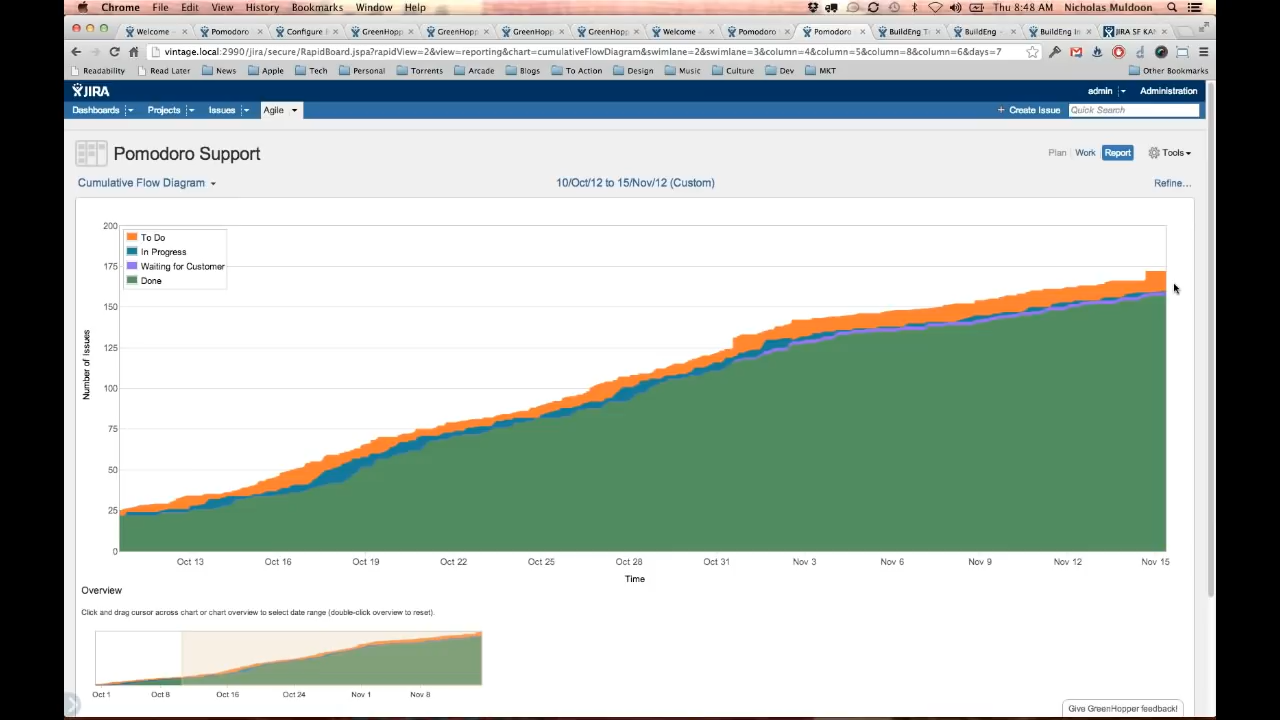 Chrome File Edit View History Bookmarks Window Help Thu 8:48 AM Nicholas Muldoon
Welcome – Pomodoro Configure GreenHopp GreenHopp GreenHopp GreenHopp Welcome – Pomodoro Pomodoro BuildEng T BuildEng - BuildEng In JIRA SF KAN
vintage.local:2990/jira/secure/RapidBoard.jspa?rapidView=2&view=reporting&chart=cumulativeFlowDiagram&swimlane=2&swimlane=3&column=4&column=5&column=8&column=6&days=7
Readability Read Later News Apple Tech Personal Torrents Arcade Blogs To Action Design Music Culture Dev MKT Other Bookmarks
JIRA admin Administration
Dashboards Projects Issues Agile + Create Issue Quick Search
Pomodoro Support Plan Work Report Tools
Cumulative Flow Diagram 10/Oct/12 to 15/Nov/12 (Custom) Refine...
200
To Do
In Progress
175
Waiting for Customer
Done
150
125
Number of Issues
100
75
50
25
0
Oct 13 Oct 16 Oct 19 Oct 22 Oct 25 Oct 28 Oct 31 Nov 3 Nov 6 Nov 9 Nov 12 Nov 15
Time
Overview
Click and drag cursor across chart or chart overview to select date range (double-click overview to reset).
Oct 1 Oct 8 Oct 16 Oct 24 Nov 1 Nov 8
Give GreenHopper feedback!